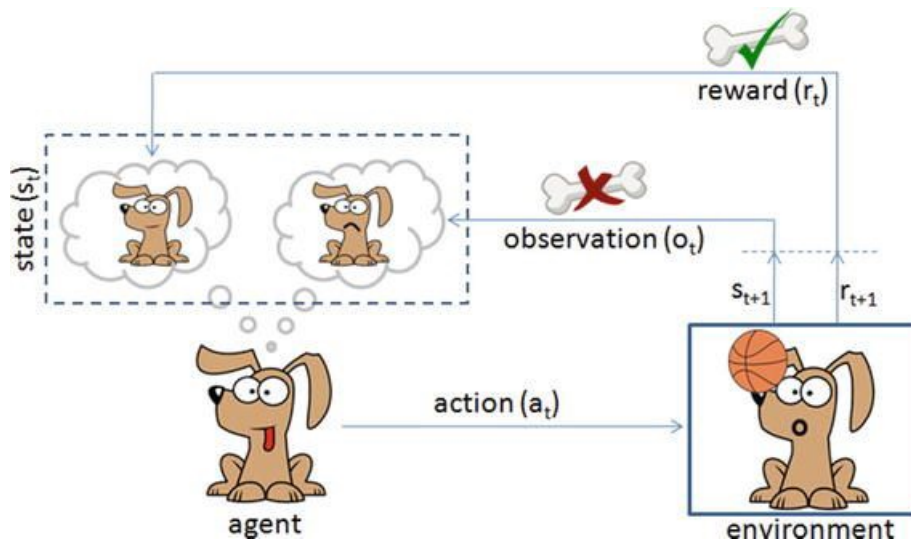 reward (rₜ)
state (sₜ)
observation (oₜ)
sₜ₊₁
rₜ₊₁
action (aₜ)
agent
environment